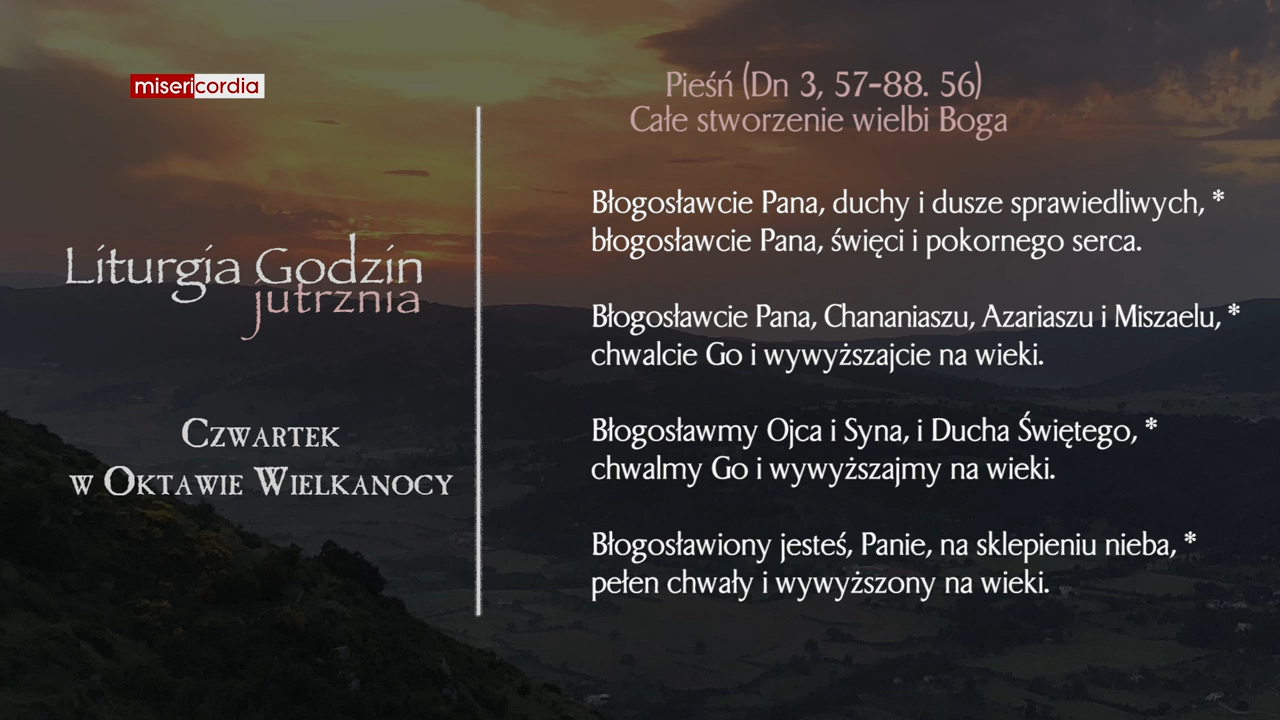 misericordia
Liturgia Godzin
jutrznia
Czwartek
w Oktawie Wielkanocy
Pieśń (Dn 3, 57-88. 56)
Całe stworzenie wielbi Boga
Błogosławcie Pana, duchy i dusze sprawiedliwych, *
błogosławcie Pana, święci i pokornego serca.
Błogosławcie Pana, Chananiaszu, Azariaszu i Miszaelu, *
chwalcie Go i wywyższajcie na wieki.
Błogosławmy Ojca i Syna, i Ducha Świętego, *
chwalmy Go i wywyższajmy na wieki.
Błogosławiony jesteś, Panie, na sklepieniu nieba, *
pełen chwały i wywyższony na wieki.